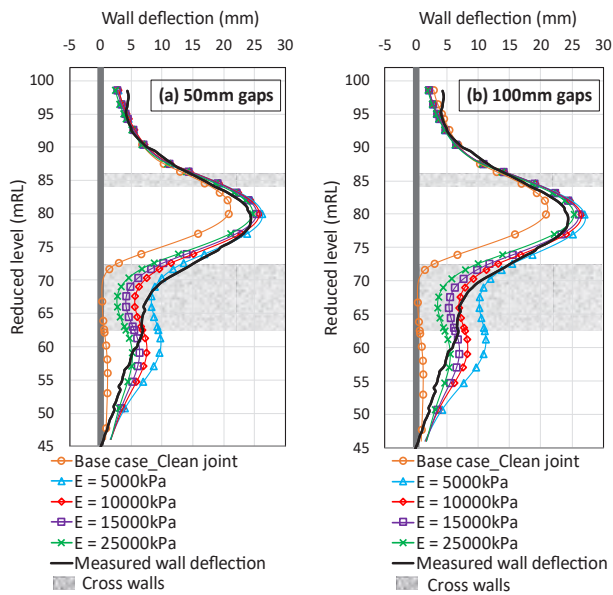 Wall deflection (mm)
-5 0 5 10 15 20 25 30
100
95
90
85
80
75
70
65
60
55
50
45
Reduced level (mRL)
(a) 50mm gaps
Base case_Clean joint
E = 5000kPa
E = 10000kPa
E = 15000kPa
E = 25000kPa
Measured wall deflection
Cross walls
Wall deflection (mm)
-5 0 5 10 15 20 25 30
100
95
90
85
80
75
70
65
60
55
50
45
Reduced level (mRL)
(b) 100mm gaps
Base case_Clean joint
E = 5000kPa
E = 10000kPa
E = 15000kPa
E = 25000kPa
Measured wall deflection
Cross walls